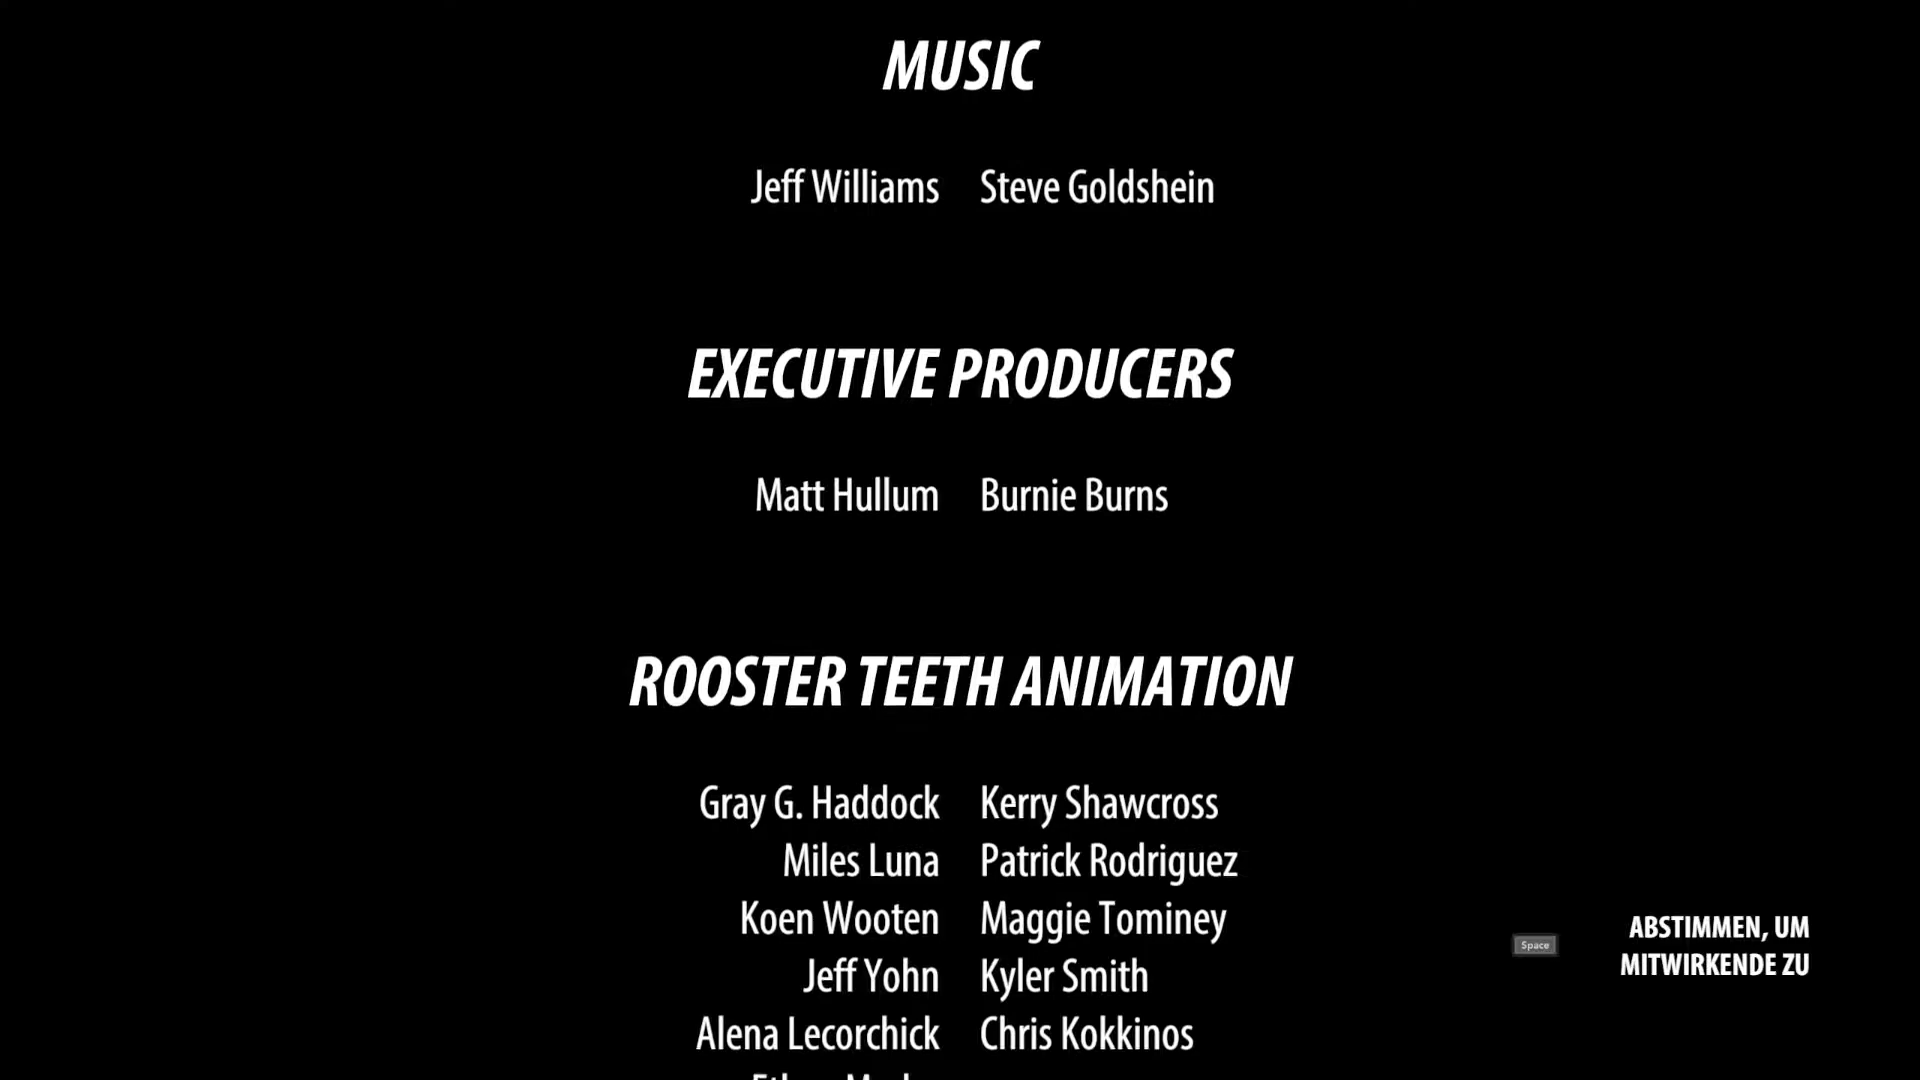 MUSIC
Jeff Williams Steve Goldshein
EXECUTIVE PRODUCERS
Matt Hullum Burnie Burns
ROOSTER TEETH ANIMATION
Gray G. Haddock Kerry Shawcross
Miles Luna Patrick Rodriguez
Koen Wooten Maggie Tominey
Jeff Yohn Kyler Smith
Alena Lecorchick Chris Kokkinos
Space
ABSTIMMEN, UM
MITWIRKENDE ZU